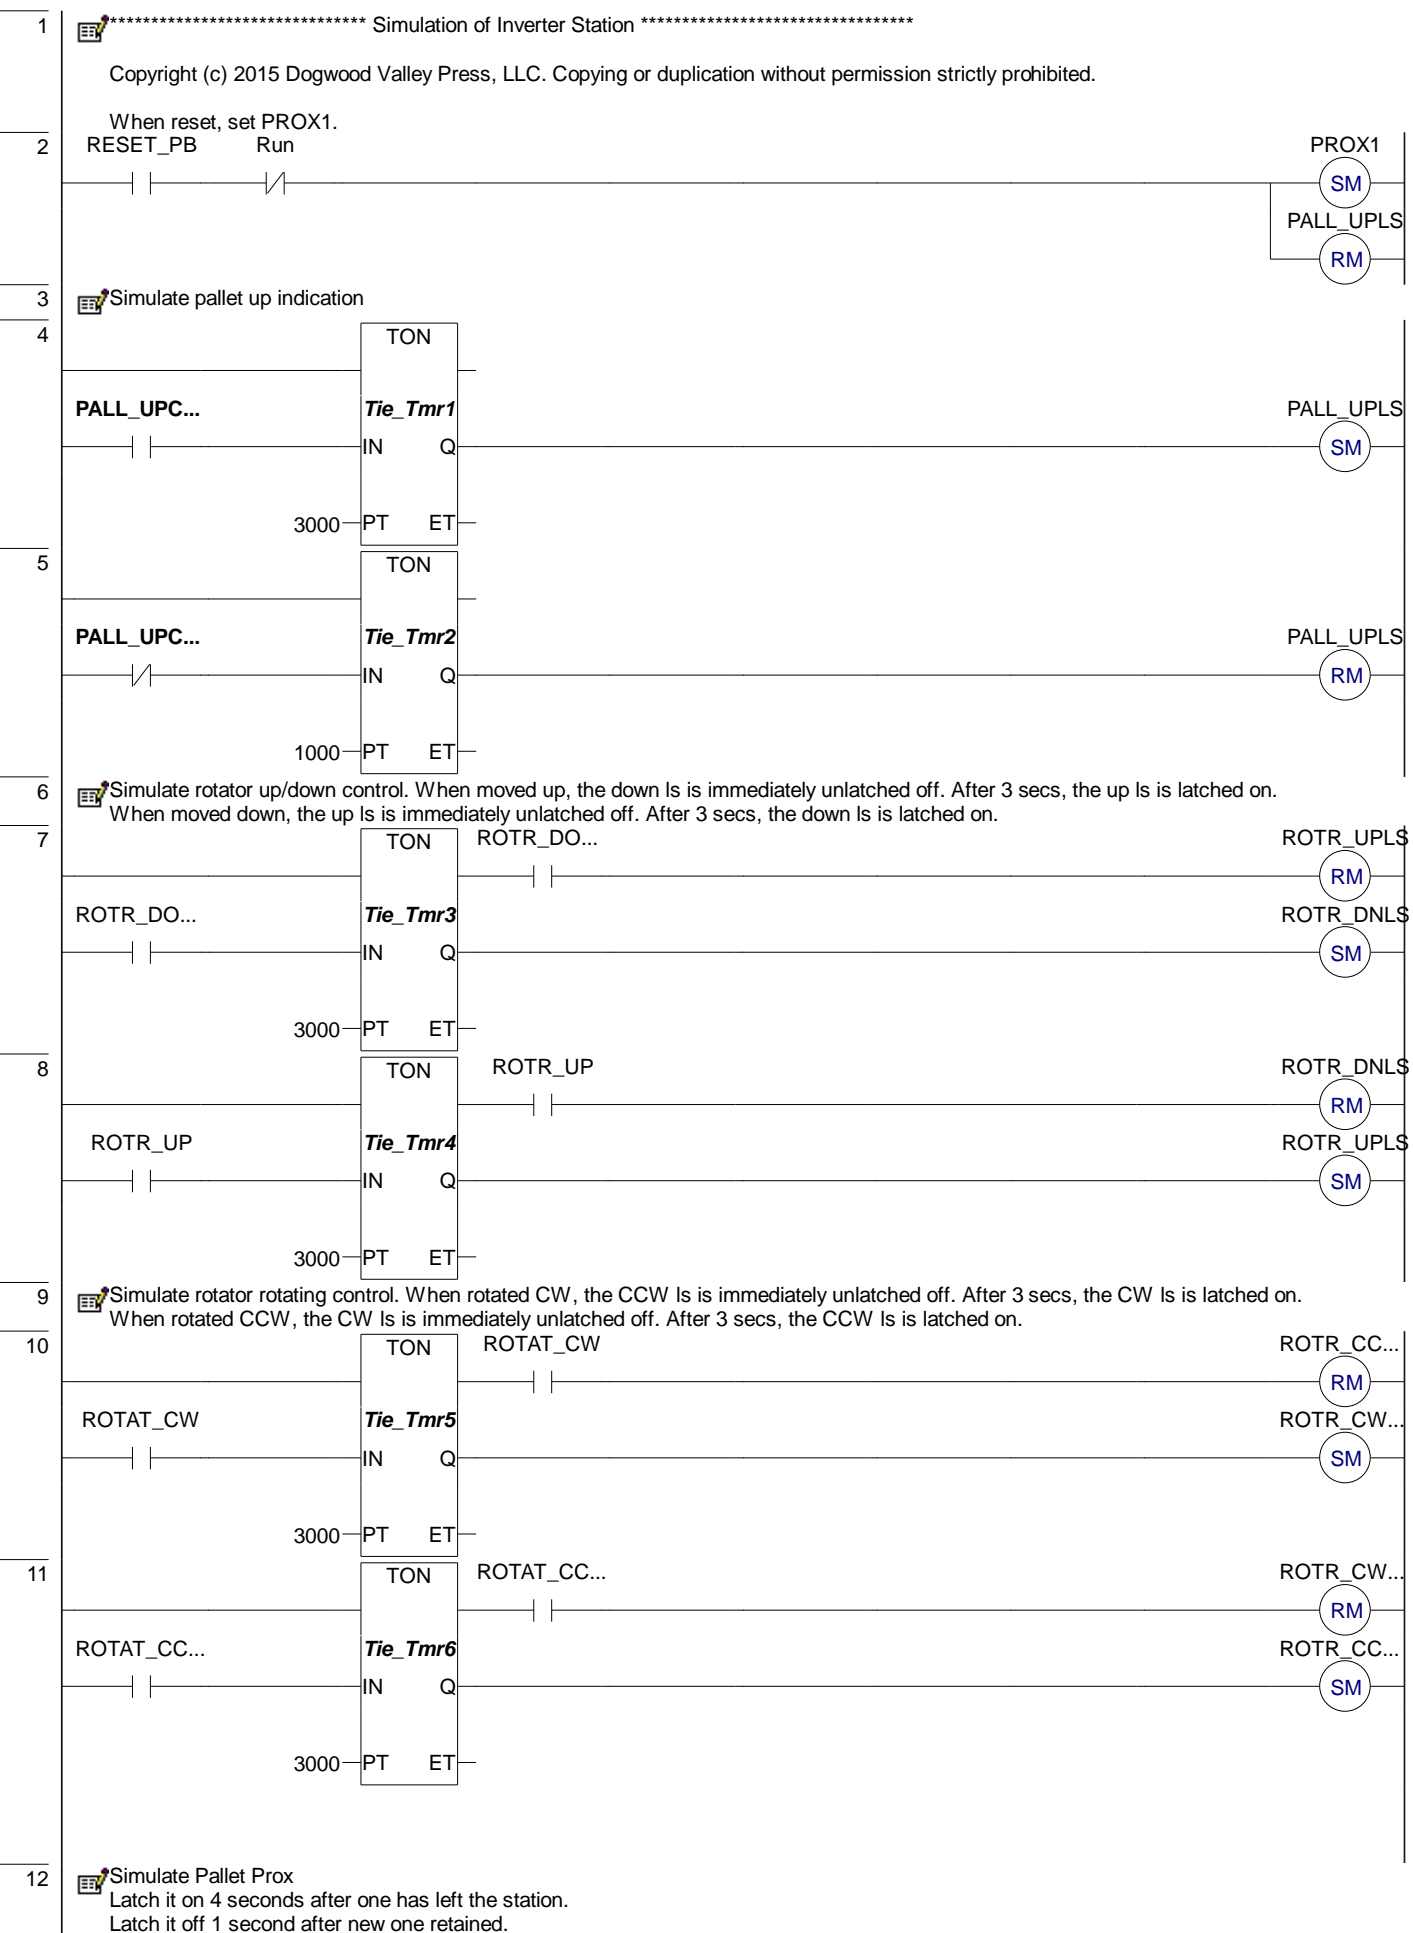 1
****************************** Simulation of Inverter Station ********************************
Copyright (c) 2015 Dogwood Valley Press, LLC. Copying or duplication without permission strictly prohibited.
When reset, set PROX1.
2
RESET_PB Run PROX1
SM
PALL_UPLS
RM
3
Simulate pallet up indication
4
TON
PALL_UPC... Tie_Tmr1 PALL_UPLS
IN Q SM
3000 PT ET
5
TON
PALL_UPC... Tie_Tmr2 PALL_UPLS
IN Q RM
1000 PT ET
6
Simulate rotator up/down control. When moved up, the down ls is immediately unlatched off. After 3 secs, the up ls is latched on.
When moved down, the up ls is immediately unlatched off. After 3 secs, the down ls is latched on.
7
TON ROTR_DO... ROTR_UPLS
RM
ROTR_DO... Tie_Tmr3 ROTR_DNLS
IN Q SM
3000 PT ET
8
TON ROTR_UP ROTR_DNLS
RM
ROTR_UP Tie_Tmr4 ROTR_UPLS
IN Q SM
3000 PT ET
9
Simulate rotator rotating control. When rotated CW, the CCW ls is immediately unlatched off. After 3 secs, the CW ls is latched on.
When rotated CCW, the CW ls is immediately unlatched off. After 3 secs, the CCW ls is latched on.
10
TON ROTAT_CW ROTR_CC...
RM
ROTAT_CW Tie_Tmr5 ROTR_CW...
IN Q SM
3000 PT ET
11
TON ROTAT_CC... ROTR_CW...
RM
ROTAT_CC... Tie_Tmr6 ROTR_CC...
IN Q SM
3000 PT ET
12
Simulate Pallet Prox
Latch it on 4 seconds after one has left the station.
Latch it off 1 second after new one retained.